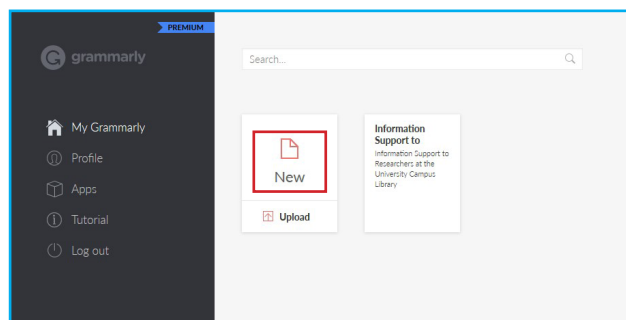 PREMIUM
grammarly
Search...
My Grammarly
Profile
Apps
Tutorial
Log out
New
Upload
Information
Support to
Information Support to
Researchers at the
University Campus
Library